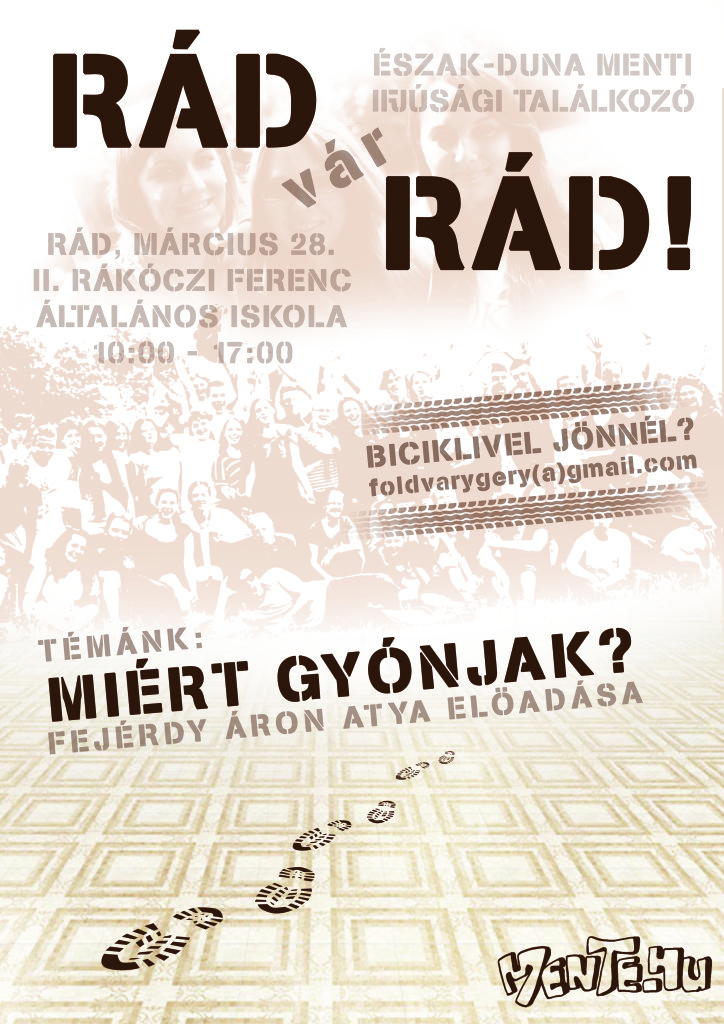 RÁD
vár
RÁD!
ÉSZAK-DUNA MENTI
IFJÚSÁGI TALÁLKOZÓ
RÁD, MÁRCIUS 28.
II. RÁKÓCZI FERENC
ÁLTALÁNOS ISKOLA
10:00 - 17:00
BICIKLIVEL JÖNNÉL?
foldvarygery(a)gmail.com
TÉMÁNK:
MIÉRT GYÓNJAK?
FEJÉRDY ÁRON ATYA ELÖADÁSA
MENTE.HU